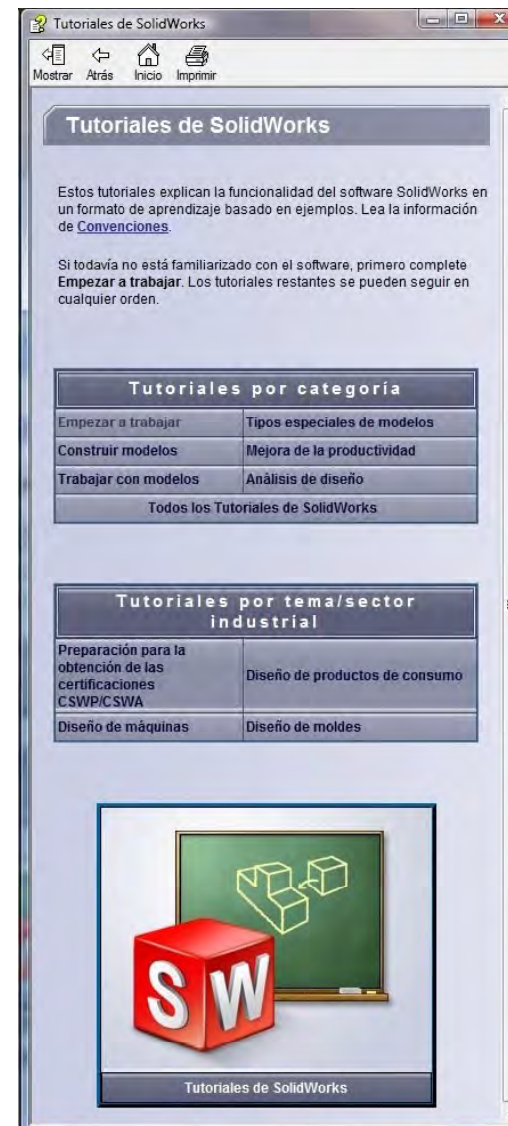 Tutoriales de SolidWorks
Mostrar Atrás Inicio Imprimir
Tutoriales de SolidWorks
Estos tutoriales explican la funcionalidad del software SolidWorks en
un formato de aprendizaje basado en ejemplos. Lea la información
de Convenciones.
Si todavía no está familiarizado con el software, primero complete
Empezar a trabajar. Los tutoriales restantes se pueden seguir en
cualquier orden.
Tutoriales por categoría
Empezar a trabajar Tipos especiales de modelos
Construir modelos Mejora de la productividad
Trabajar con modelos Análisis de diseño
Todos los Tutoriales de SolidWorks
Tutoriales por tema/sector
industrial
Preparación para la
obtención de las
certificaciones
CSWP/CSWA
Diseño de productos de consumo
Diseño de máquinas Diseño de moldes
S W
Tutoriales de SolidWorks